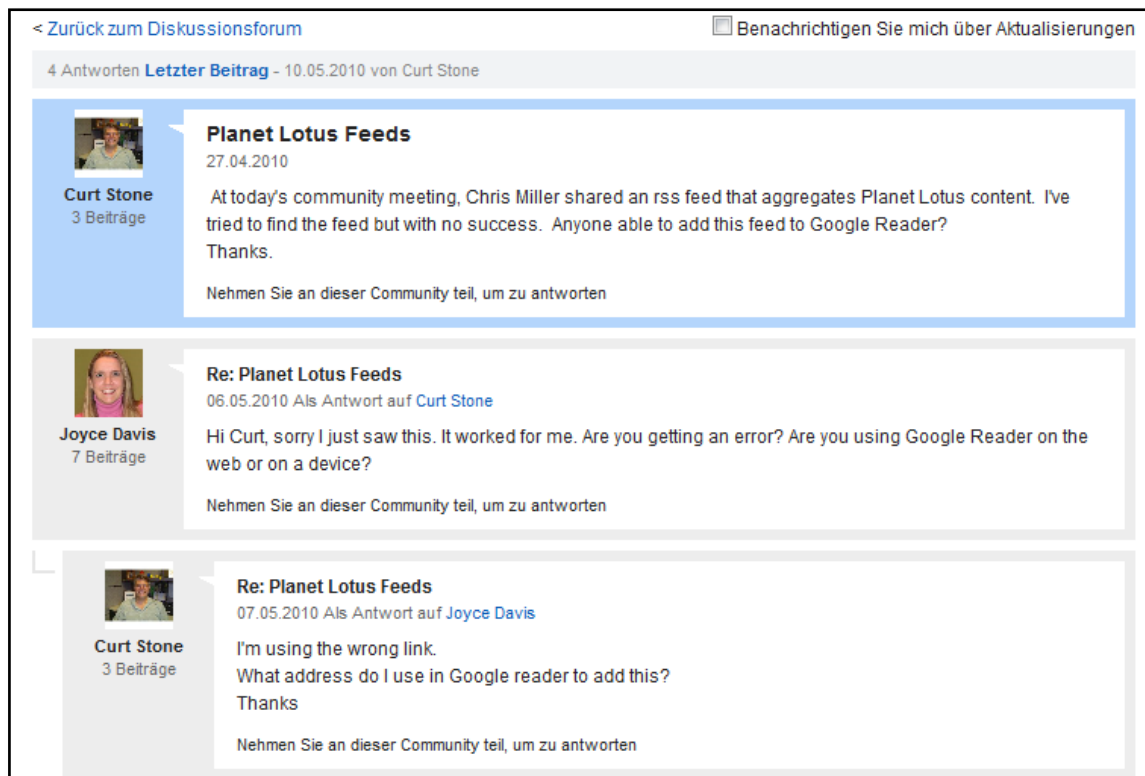 < Zurück zum Diskussionsforum
Benachrichtigen Sie mich über Aktualisierungen
4 Antworten Letzter Beitrag - 10.05.2010 von Curt Stone
Curt Stone
3 Beiträge
Planet Lotus Feeds
27.04.2010
At today's community meeting, Chris Miller shared an rss feed that aggregates Planet Lotus content. I've
tried to find the feed but with no success. Anyone able to add this feed to Google Reader?
Thanks.
Nehmen Sie an dieser Community teil, um zu antworten
Joyce Davis
7 Beiträge
Re: Planet Lotus Feeds
06.05.2010 Als Antwort auf Curt Stone
Hi Curt, sorry I just saw this. It worked for me. Are you getting an error? Are you using Google Reader on the
web or on a device?
Nehmen Sie an dieser Community teil, um zu antworten
Curt Stone
3 Beiträge
Re: Planet Lotus Feeds
07.05.2010 Als Antwort auf Joyce Davis
I'm using the wrong link.
What address do I use in Google reader to add this?
Thanks
Nehmen Sie an dieser Community teil, um zu antworten